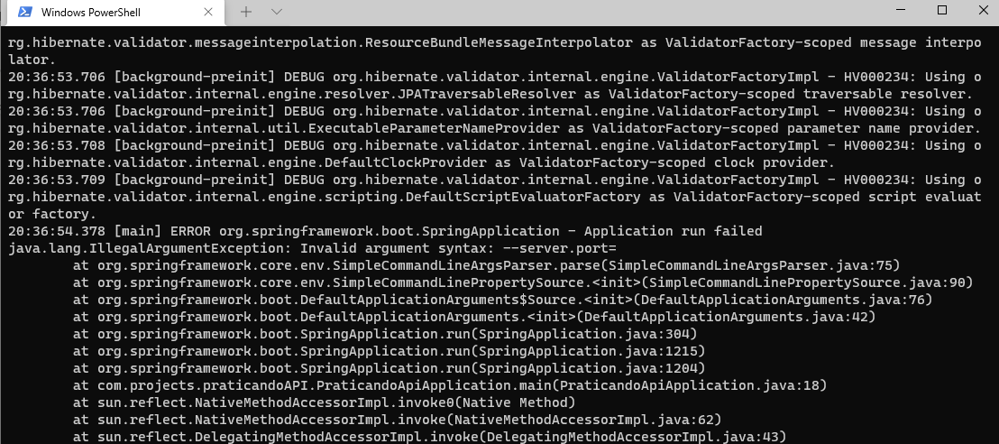 Windows PowerShell
rg.hibernate.validator.messageinterpolation.ResourceBundleMessageInterpolator as ValidatorFactory-scoped message interpo
lator.
20:36:53.706 [background-preinit] DEBUG org.hibernate.validator.internal.engine.ValidatorFactoryImpl - HV000234: Using o
rg.hibernate.validator.internal.engine.resolver.JPATraversableResolver as ValidatorFactory-scoped traversable resolver.
20:36:53.706 [background-preinit] DEBUG org.hibernate.validator.internal.engine.ValidatorFactoryImpl - HV000234: Using o
rg.hibernate.validator.internal.util.ExecutableParameterNameProvider as ValidatorFactory-scoped parameter name provider.
20:36:53.708 [background-preinit] DEBUG org.hibernate.validator.internal.engine.ValidatorFactoryImpl - HV000234: Using o
rg.hibernate.validator.internal.engine.DefaultClockProvider as ValidatorFactory-scoped clock provider.
20:36:53.709 [background-preinit] DEBUG org.hibernate.validator.internal.engine.ValidatorFactoryImpl - HV000234: Using o
rg.hibernate.validator.internal.engine.scripting.DefaultScriptEvaluatorFactory as ValidatorFactory-scoped script evaluat
or factory.
20:36:54.378 [main] ERROR org.springframework.boot.SpringApplication - Application run failed
java.lang.IllegalArgumentException: Invalid argument syntax: --server.port=
        at org.springframework.core.env.SimpleCommandLineArgsParser.parse(SimpleCommandLineArgsParser.java:75)
        at org.springframework.core.env.SimpleCommandLinePropertySource.<init>(SimpleCommandLinePropertySource.java:90)
        at org.springframework.boot.DefaultApplicationArguments$Source.<init>(DefaultApplicationArguments.java:76)
        at org.springframework.boot.DefaultApplicationArguments.<init>(DefaultApplicationArguments.java:42)
        at org.springframework.boot.SpringApplication.run(SpringApplication.java:304)
        at org.springframework.boot.SpringApplication.run(SpringApplication.java:1215)
        at org.springframework.boot.SpringApplication.run(SpringApplication.java:1204)
        at com.projects.praticandoAPI.PraticandoApiApplication.main(PraticandoApiApplication.java:18)
        at sun.reflect.NativeMethodAccessorImpl.invoke0(Native Method)
        at sun.reflect.NativeMethodAccessorImpl.invoke(NativeMethodAccessorImpl.java:62)
        at sun.reflect.DelegatingMethodAccessorImpl.invoke(DelegatingMethodAccessorImpl.java:43)